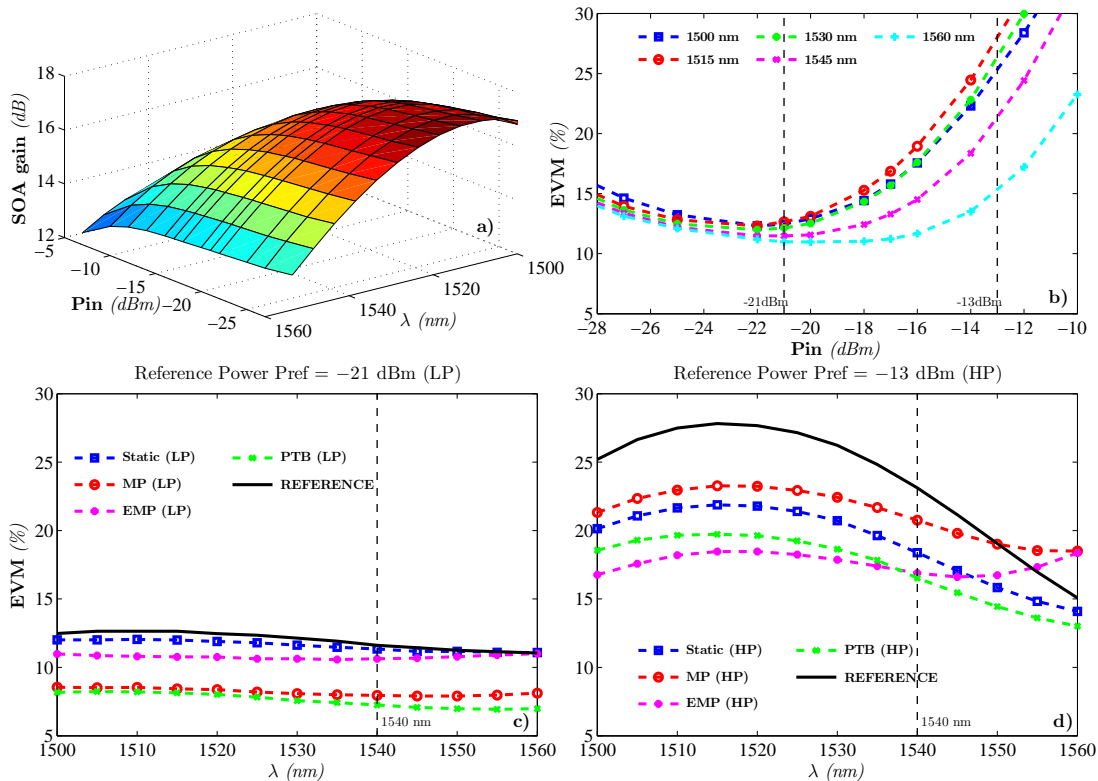 18
16
14
12
SOA gain (dB)
−5
−10
−15
−20
−25
Pin (dBm)
1560
1540
1520
1500
λ (nm)
a)
30
25
20
15
10
5
EVM (%)
1500 nm
1530 nm
1560 nm
1515 nm
1545 nm
-21dBm
-13dBm
b)
−28 −26 −24 −22 −20 −18 −16 −14 −12 −10
Pin (dBm)
Reference Power Pref = −21 dBm (LP)
30
25
20
15
10
5
EVM (%)
Static (LP)
PTB (LP)
MP (LP)
REFERENCE
EMP (LP)
1540 nm
c)
1500 1510 1520 1530 1540 1550 1560
λ (nm)
Reference Power Pref = −13 dBm (HP)
30
25
20
15
10
5
Static (HP)
PTB (HP)
MP (HP)
REFERENCE
EMP (HP)
1540 nm
d)
1500 1510 1520 1530 1540 1550 1560
λ (nm)